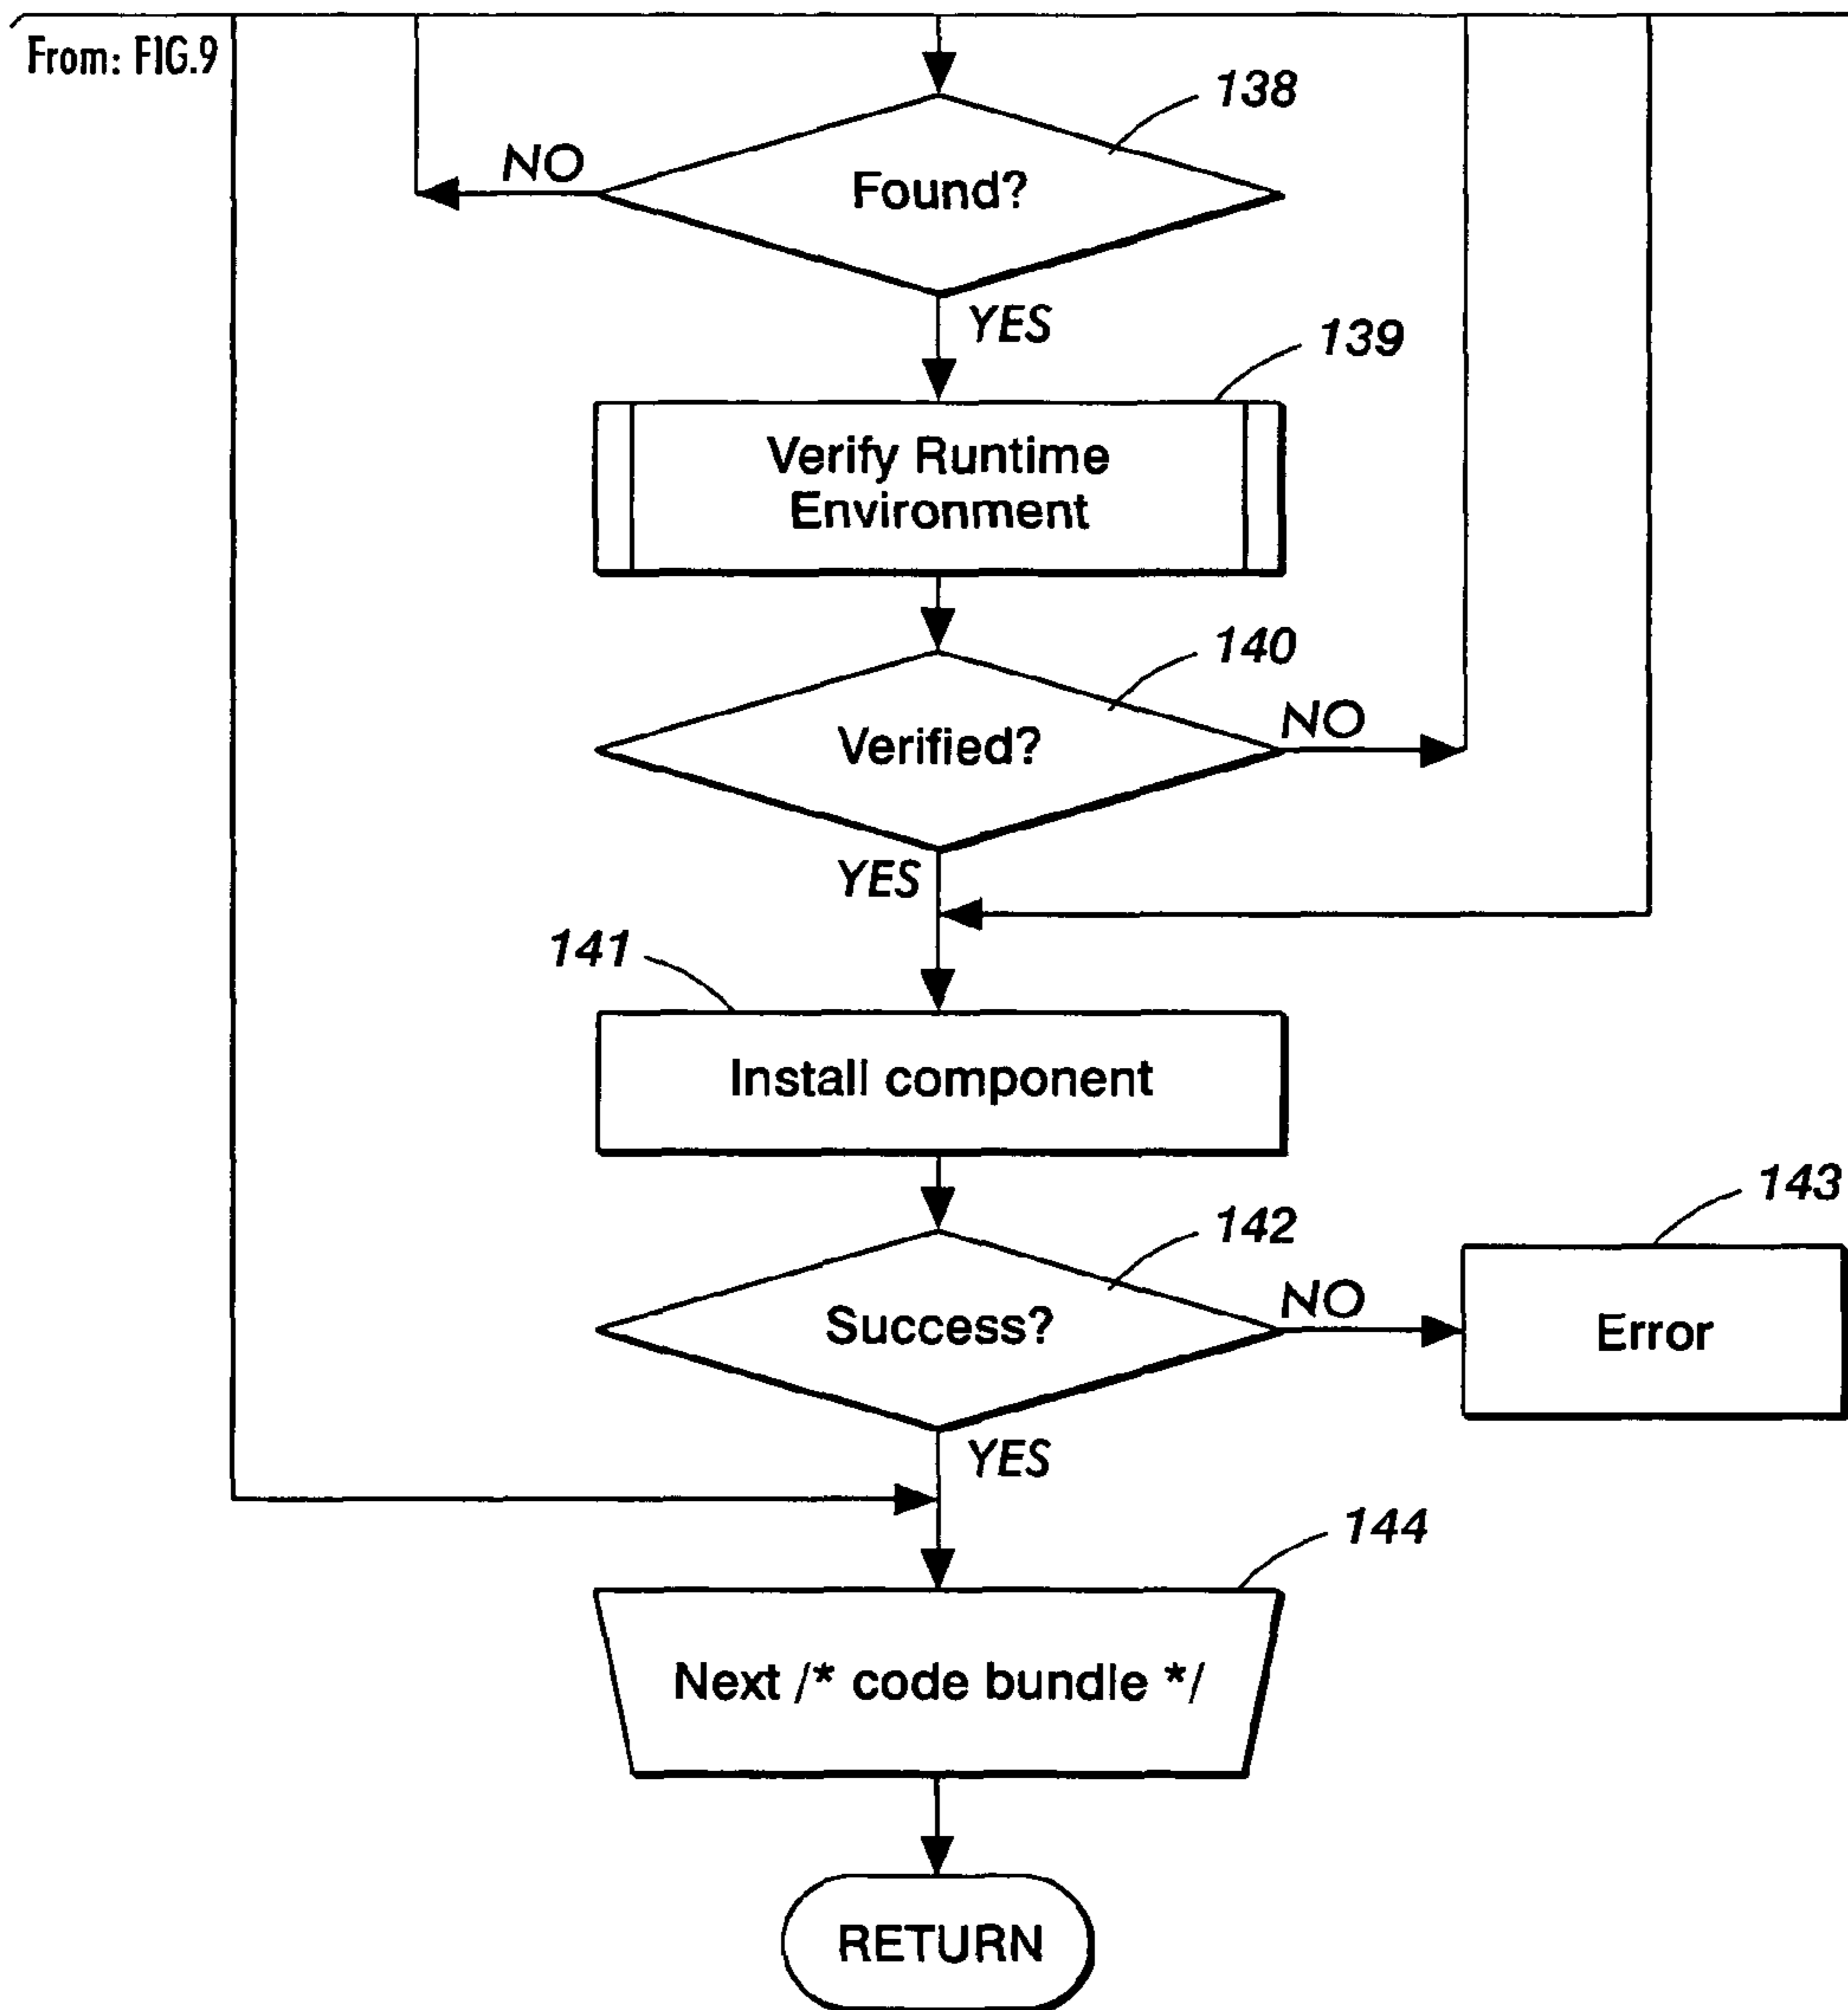 From: FIG.9
138
NO
Found?
YES
139
Verify Runtime
Environment
140
Verified?
NO
YES
141
Install component
142
143
Success?
NO
Error
YES
144
Next /* code bundle */
RETURN